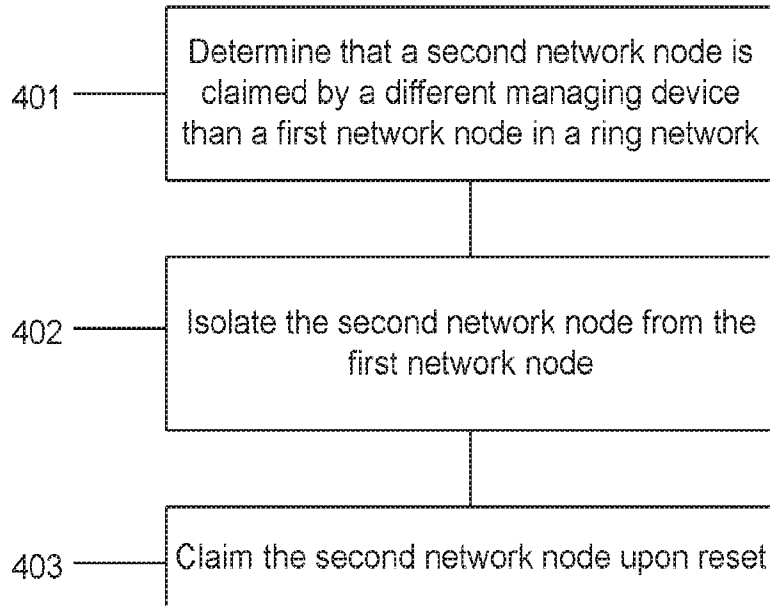 401
Determine that a second network node is
claimed by a different managing device
than a first network node in a ring network
402
Isolate the second network node from the
first network node
403
Claim the second network node upon reset